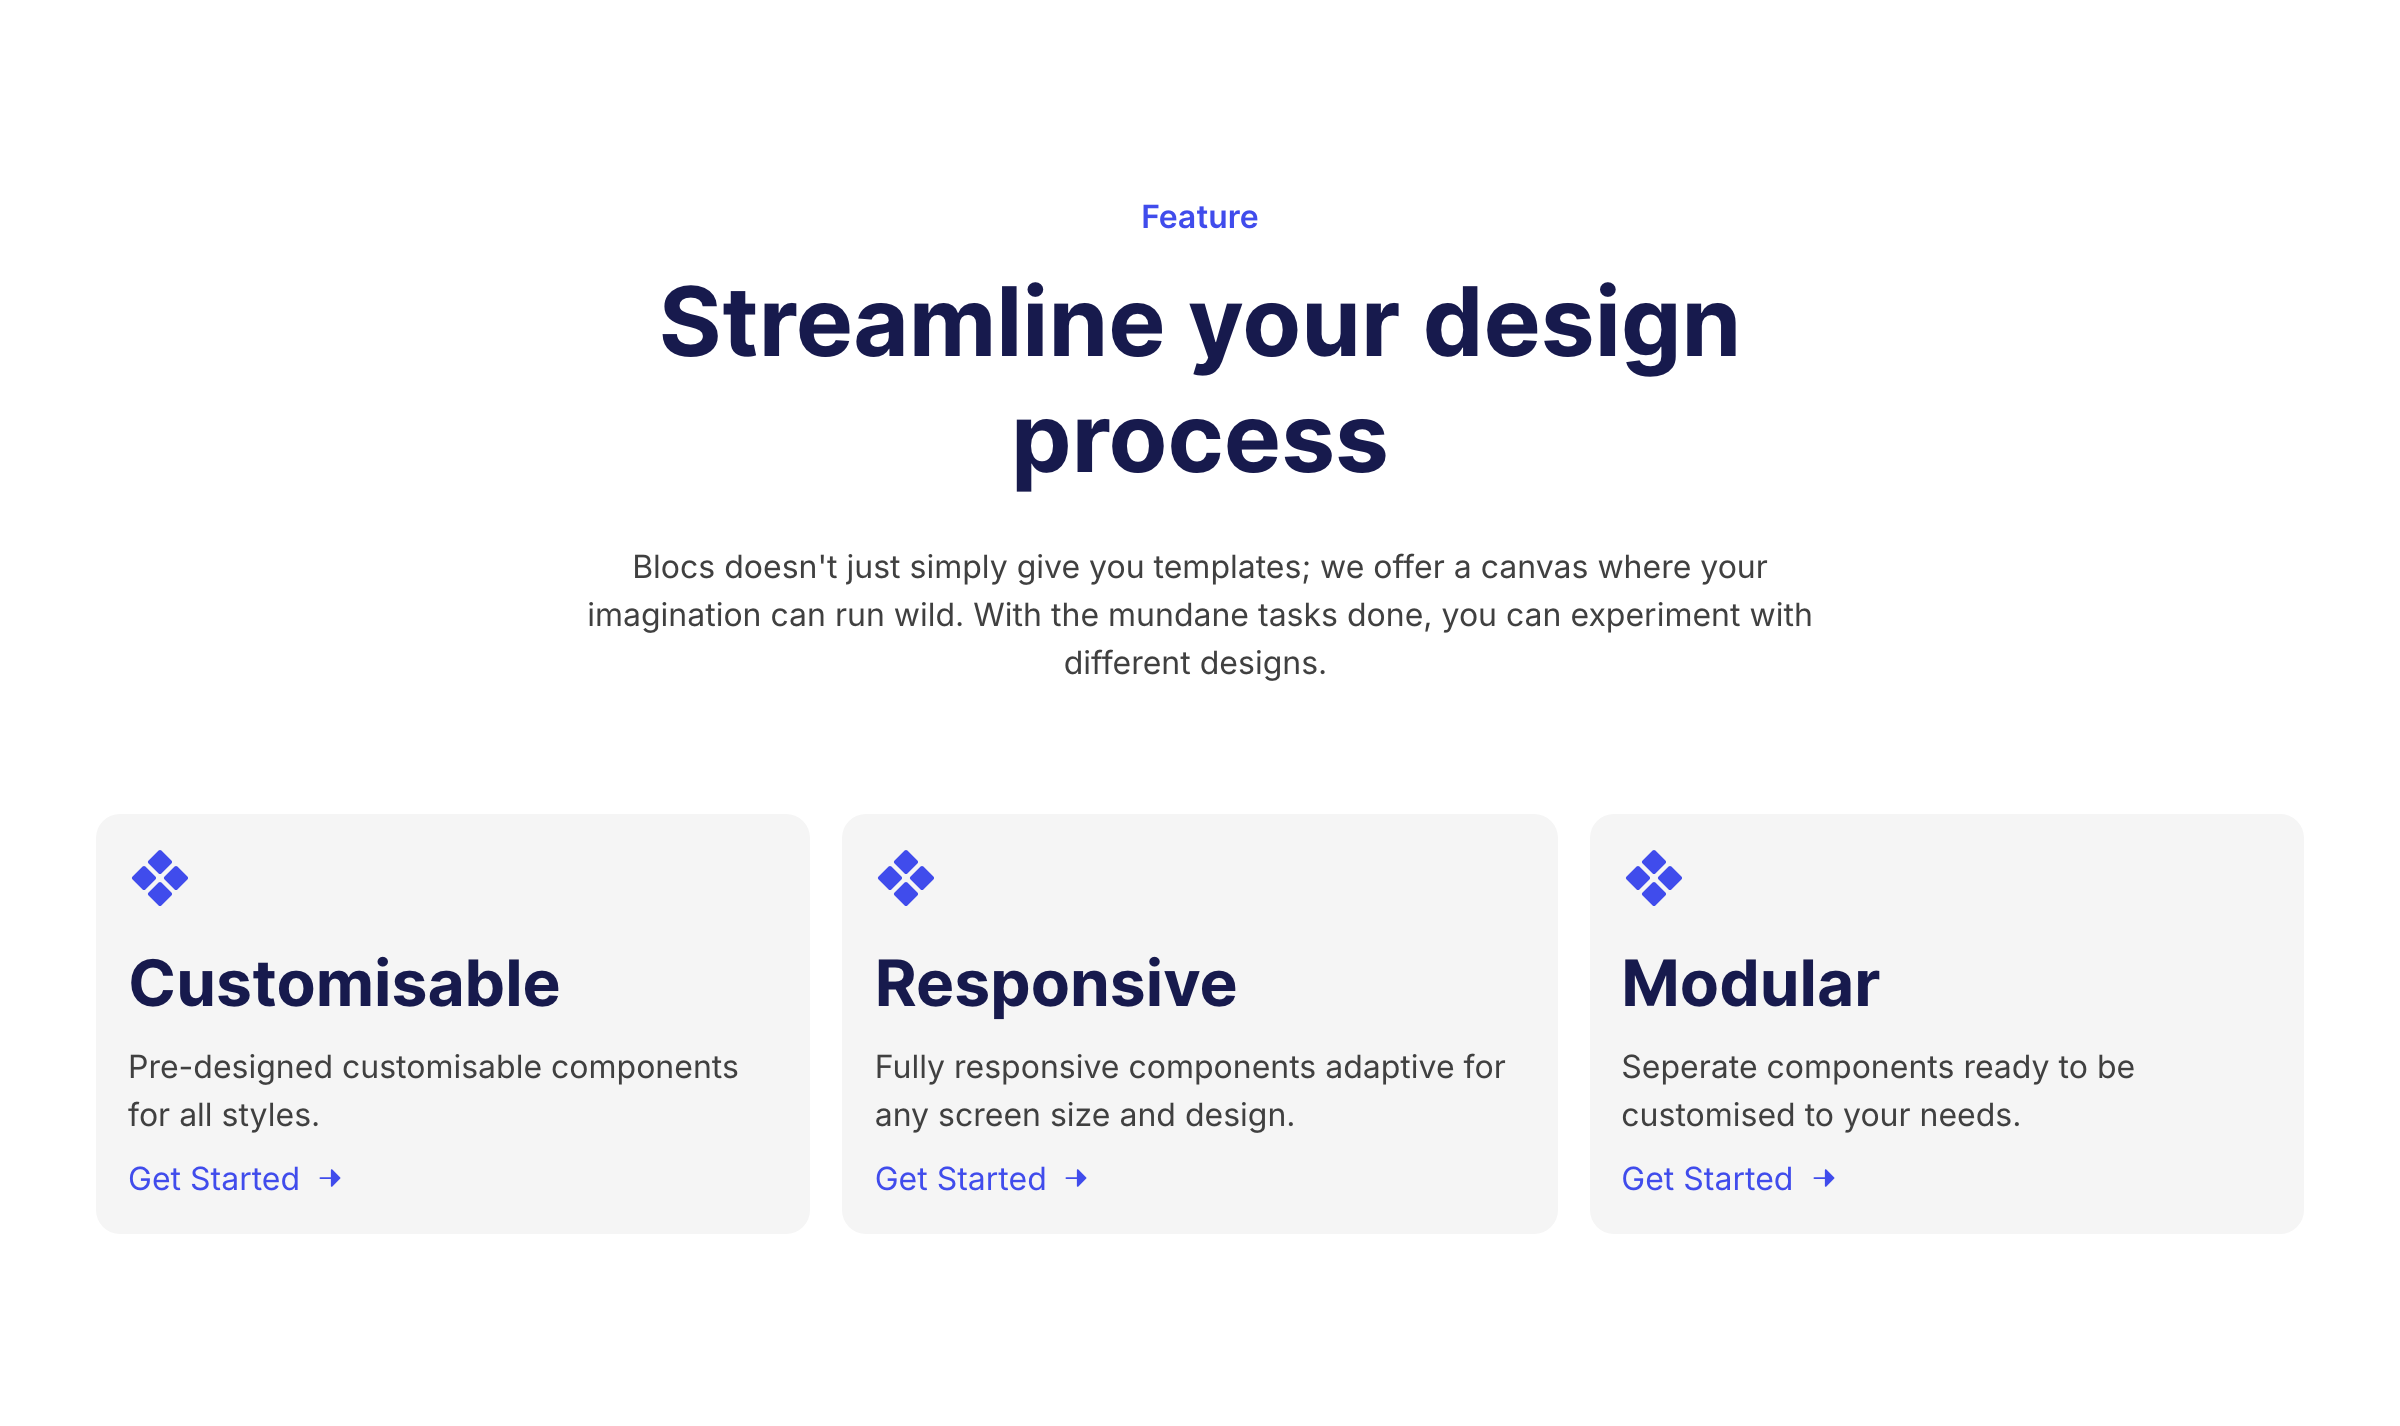 Feature
Streamline your design
process
Blocs doesn't just simply give you templates; we offer a canvas where your
imagination can run wild. With the mundane tasks done, you can experiment with
different designs.
Customisable
Pre-designed customisable components
for all styles.
Get Started
Responsive
Fully responsive components adaptive for
any screen size and design.
Get Started
Modular
Seperate components ready to be
customised to your needs.
Get Started